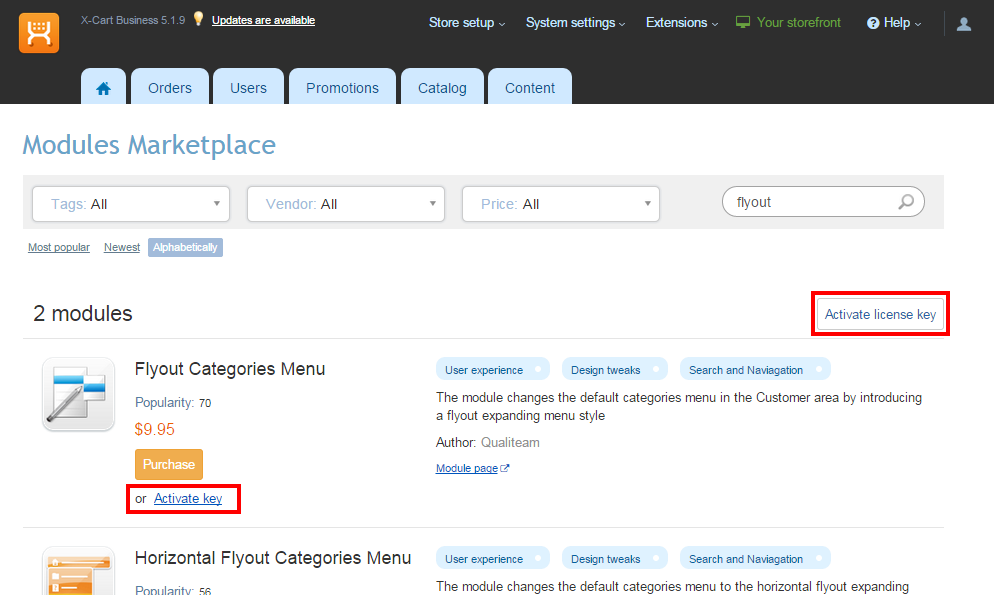 X-Cart Business 5.1.9 Updates are available Store setup System settings Extensions Your storefront ? Help
Orders Users Promotions Catalog Content
Modules Marketplace
Tags: All Vendor: All Price: All flyout
Most popular Newest Alphabetically
2 modules Activate license key
Flyout Categories Menu
Popularity: 70
$9.95
Purchase
or Activate key
User experience Design tweaks Search and Naviagation
The module changes the default categories menu in the Customer area by introducing
a flyout expanding menu style
Author: Qualiteam
Module page
Horizontal Flyout Categories Menu
Popularity: 56
User experience Design tweaks Search and Naviagation
The module changes the default categories menu to the horizontal flyout expanding